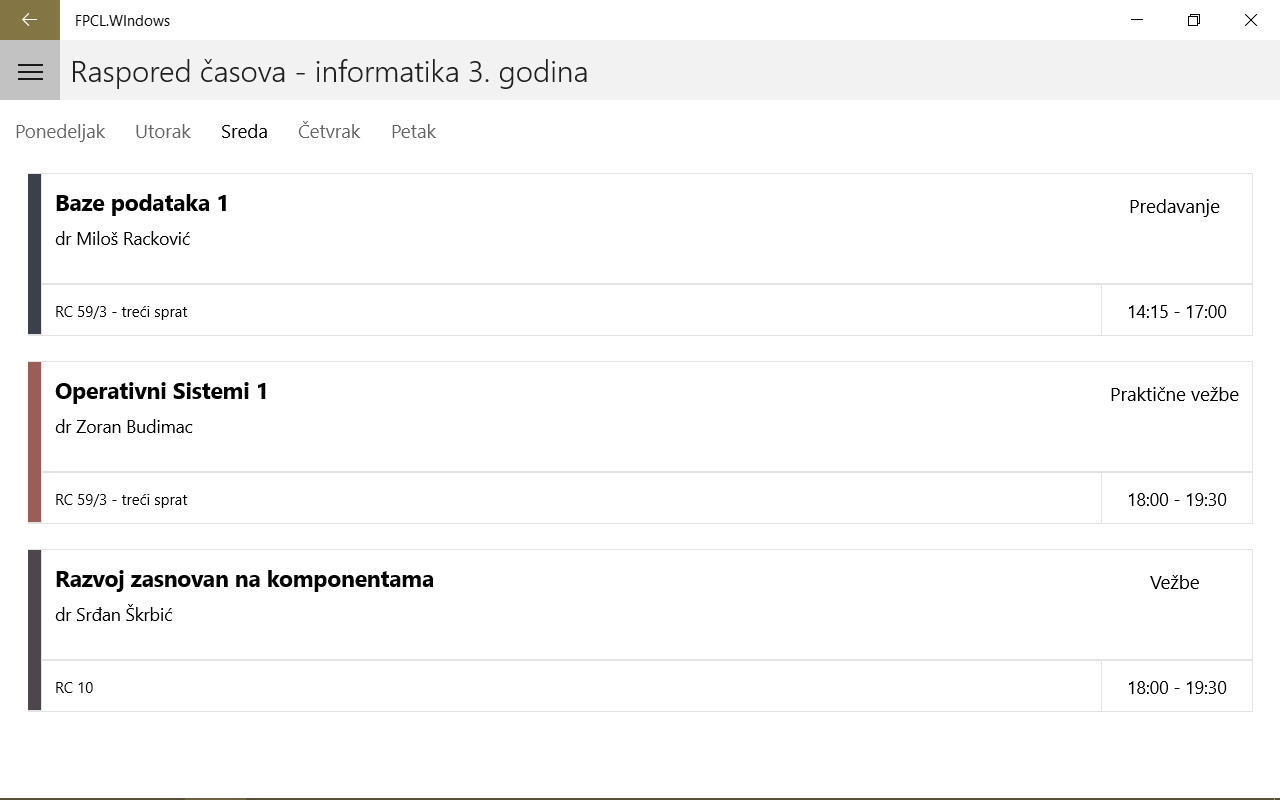 FPCL.WIndows
Raspored časova - informatika 3. godina
Ponedeljak Utorak Sreda Četvrak Petak
Baze podataka 1
Predavanje
dr Miloš Racković
RC 59/3 - treći sprat
14:15 - 17:00
Operativni Sistemi 1
Praktične vežbe
dr Zoran Budimac
RC 59/3 - treći sprat
18:00 - 19:30
Razvoj zasnovan na komponentama
Vežbe
dr Srđan Škrbić
RC 10
18:00 - 19:30